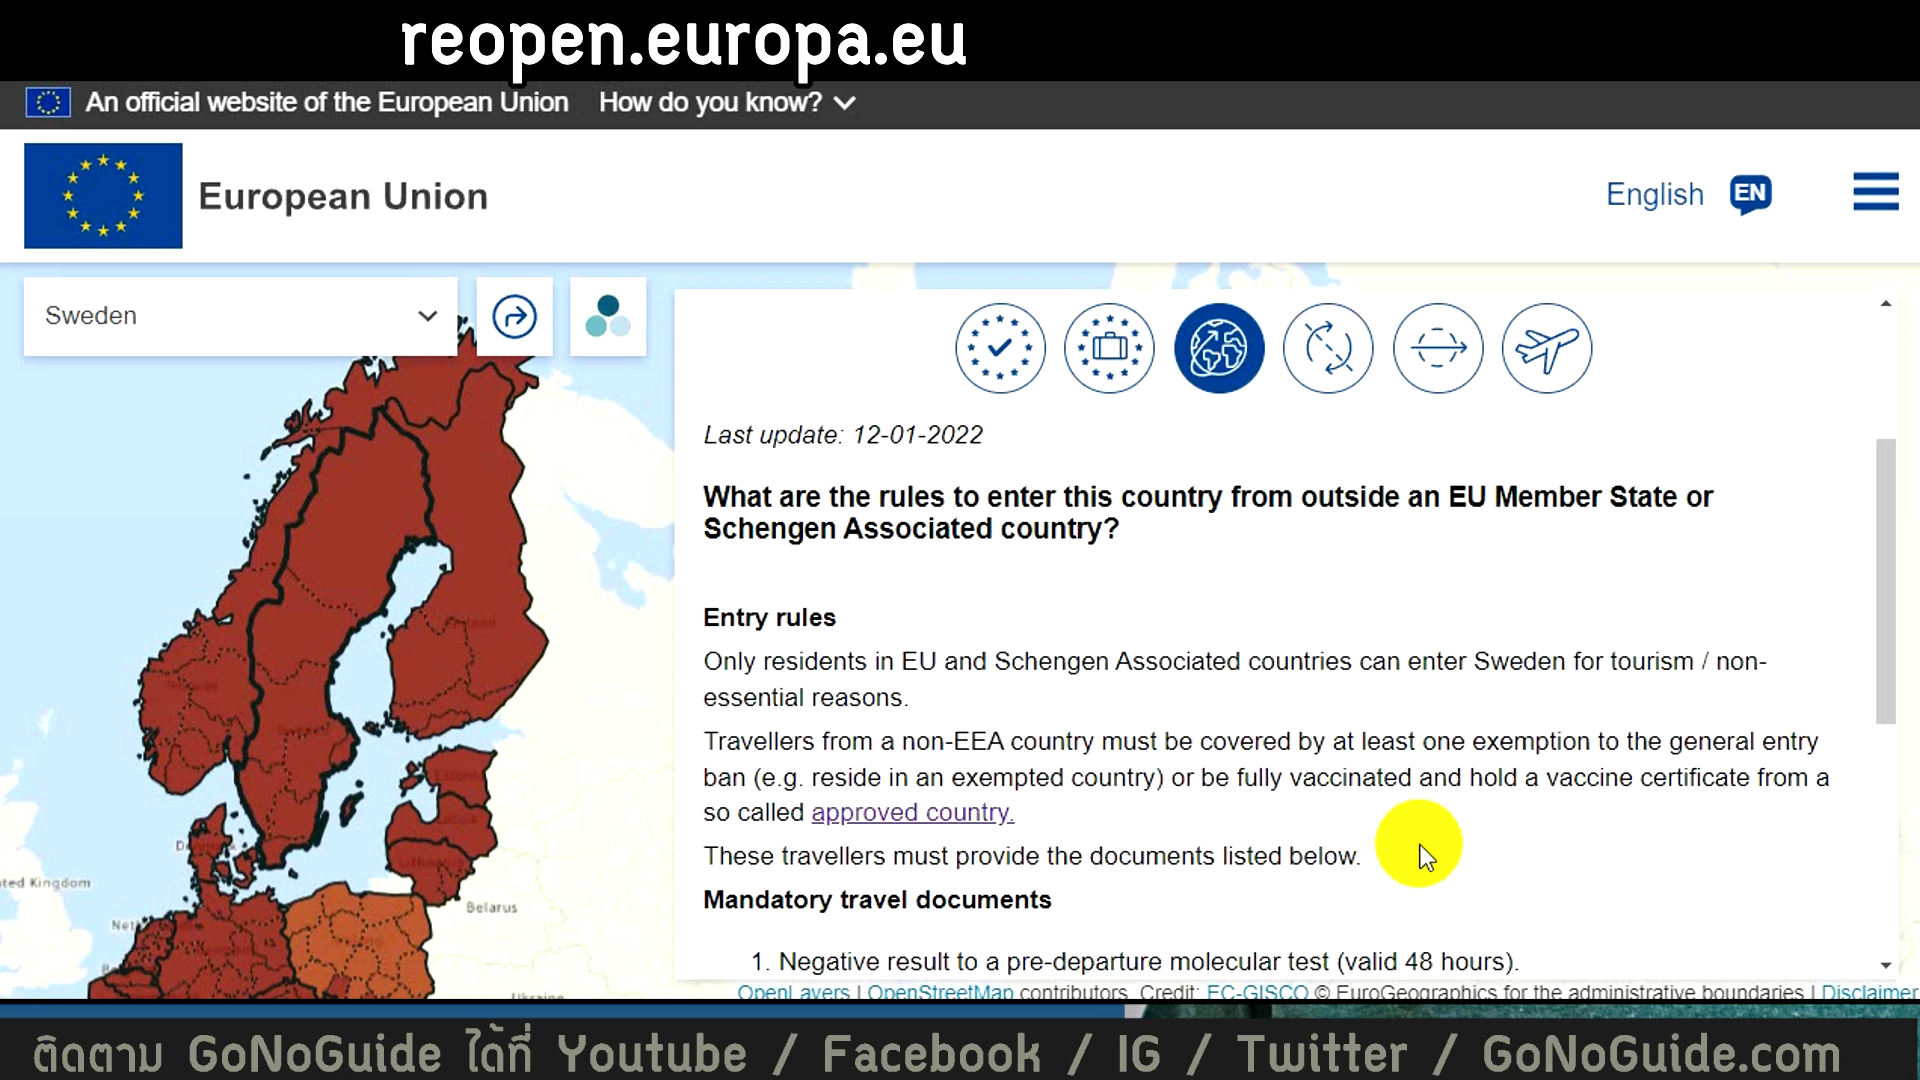 reopen.europa.eu
An official website of the European Union How do you know?
European Union
English EN
Sweden
Last update: 12-01-2022
What are the rules to enter this country from outside an EU Member State or
Schengen Associated country?
Entry rules
Only residents in EU and Schengen Associated countries can enter Sweden for tourism / non-
essential reasons.
Travellers from a non-EEA country must be covered by at least one exemption to the general entry
ban (e.g. reside in an exempted country) or be fully vaccinated and hold a vaccine certificate from a
so called approved country.
These travellers must provide the documents listed below.
Mandatory travel documents
1. Negative result to a pre-departure molecular test (valid 48 hours).
Estonia
Lithuania
Belarus
Kingdom
OpenLayers | OpenStreetMap contributors. Credit: EC-GISCO © EuroGeographics for the administrative boundaries | Disclaimer
ติดตาม GoNoGuide ได้ที่ Youtube / Facebook / IG / Twitter / GoNoGuide.com